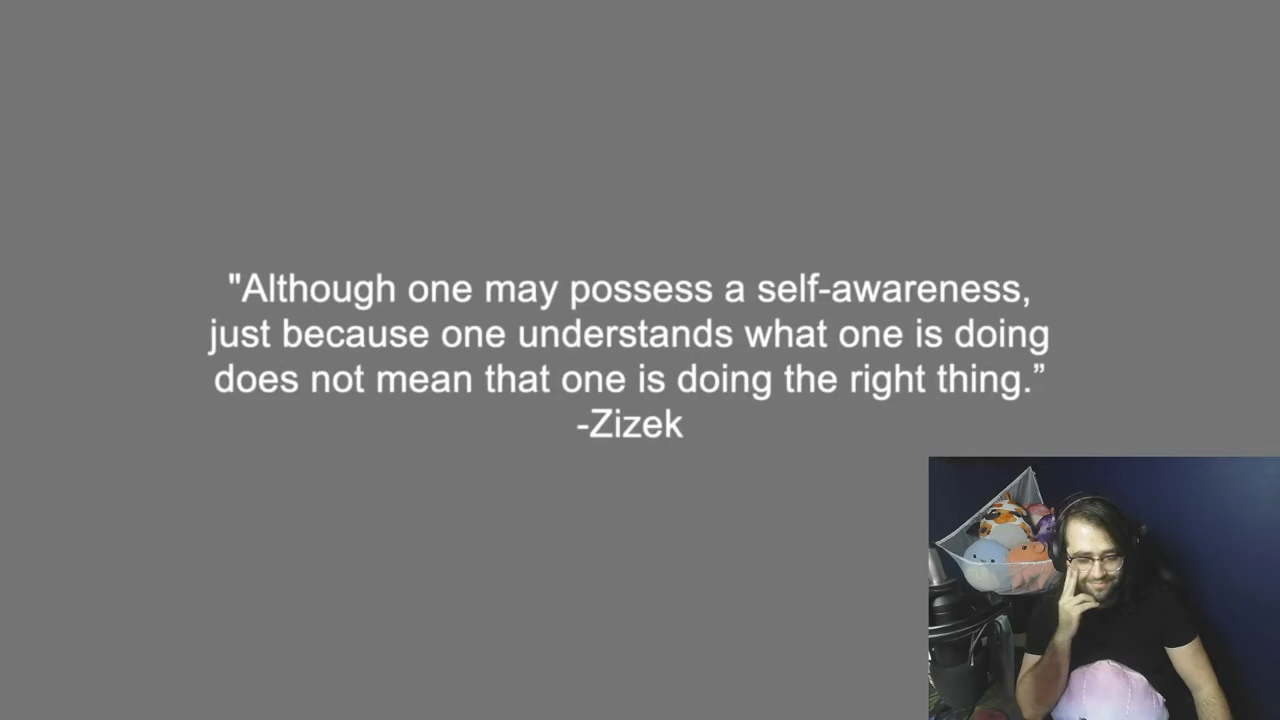 "Although one may possess a self-awareness,
just because one understands what one is doing
does not mean that one is doing the right thing.”
-Zizek